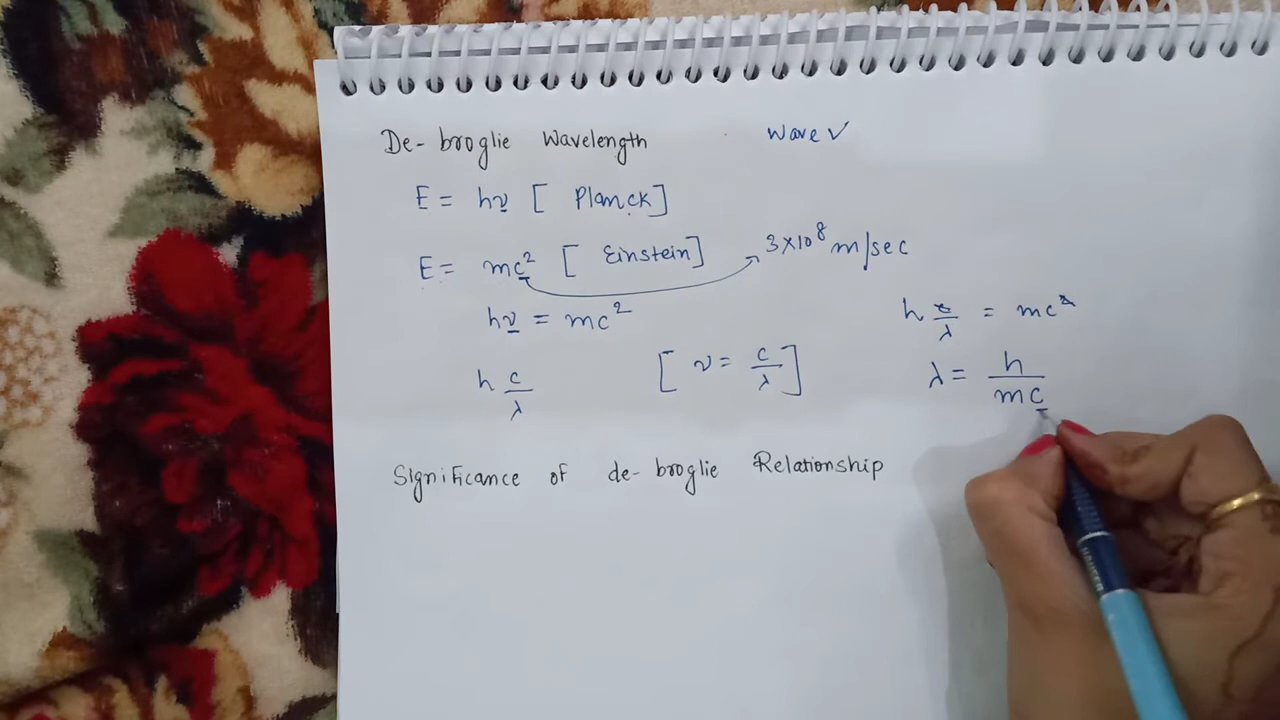 De-broglie Wavelength Wave ✓
E = hν [ Planck]
E = mc² [ Einstein] 3×10⁸ m/sec
hν = mc²
h c/λ [ ν = c/λ ]
h c/λ = mc²
λ = h/mc
Significance of de-broglie Relationship